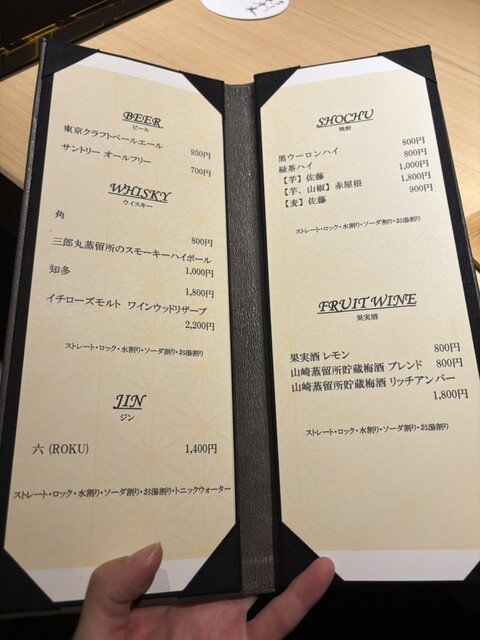 BEER
ビール
東京クラフトペールエール
950円
サントリー オールフリー
700円
WHISKY
ウイスキー
角
800円
三郎丸蒸留所のスモーキーハイボール
1,000円
知多
1,800円
イチローズモルト ワインウッドリザーブ
2,200円
ストレート・ロック・水割り・ソーダ割り・お湯割り
JIN
ジン
六 (ROKU) 1,400円
ストレート・ロック・水割り・ソーダ割り・お湯割り・トニックウォーター
SHOCHU
焼酎
黒ウーロンハイ 800円
緑茶ハイ 800円
【芋】佐藤 1,000円
【芋、山椒】赤屋根 1,800円
【麦】佐藤 900円
ストレート・ロック・水割り・ソーダ割り・お湯割り
FRUIT WINE
果実酒
果実酒 レモン 800円
山崎蒸留所貯蔵梅酒 ブレンド 800円
山崎蒸留所貯蔵梅酒 リッチアンバー
1,800円
ストレート・ロック・水割り・ソーダ割り・お湯割り